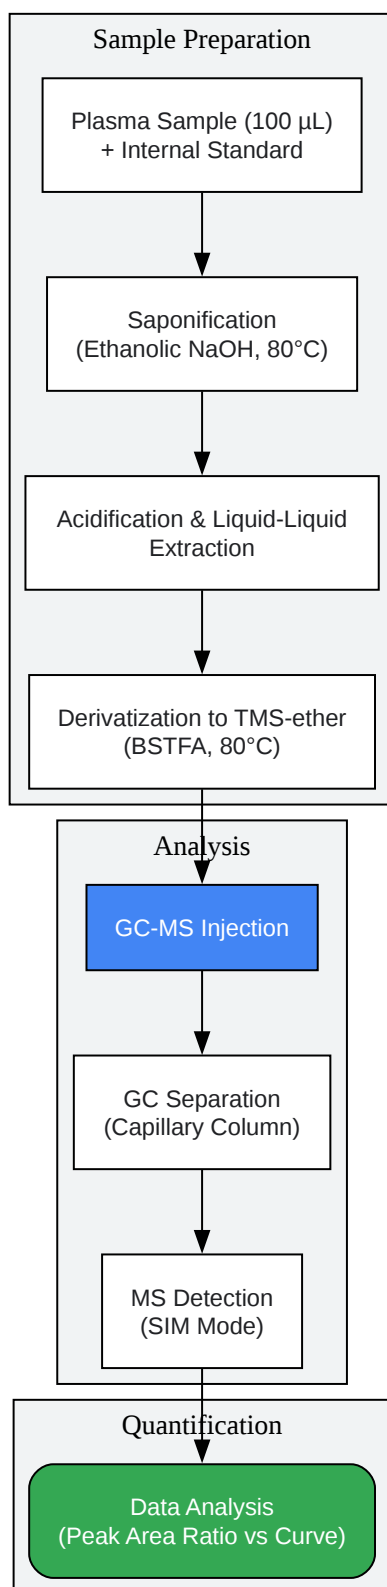 Sample Preparation
Plasma Sample (100 µL)
+ Internal Standard
Saponification
(Ethanolic NaOH, 80°C)
Acidification & Liquid-Liquid
Extraction
Derivatization to TMS-ether
(BSTFA, 80°C)
Analysis
GC-MS Injection
GC Separation
(Capillary Column)
MS Detection
(SIM Mode)
Quantification
Data Analysis
(Peak Area Ratio vs Curve)